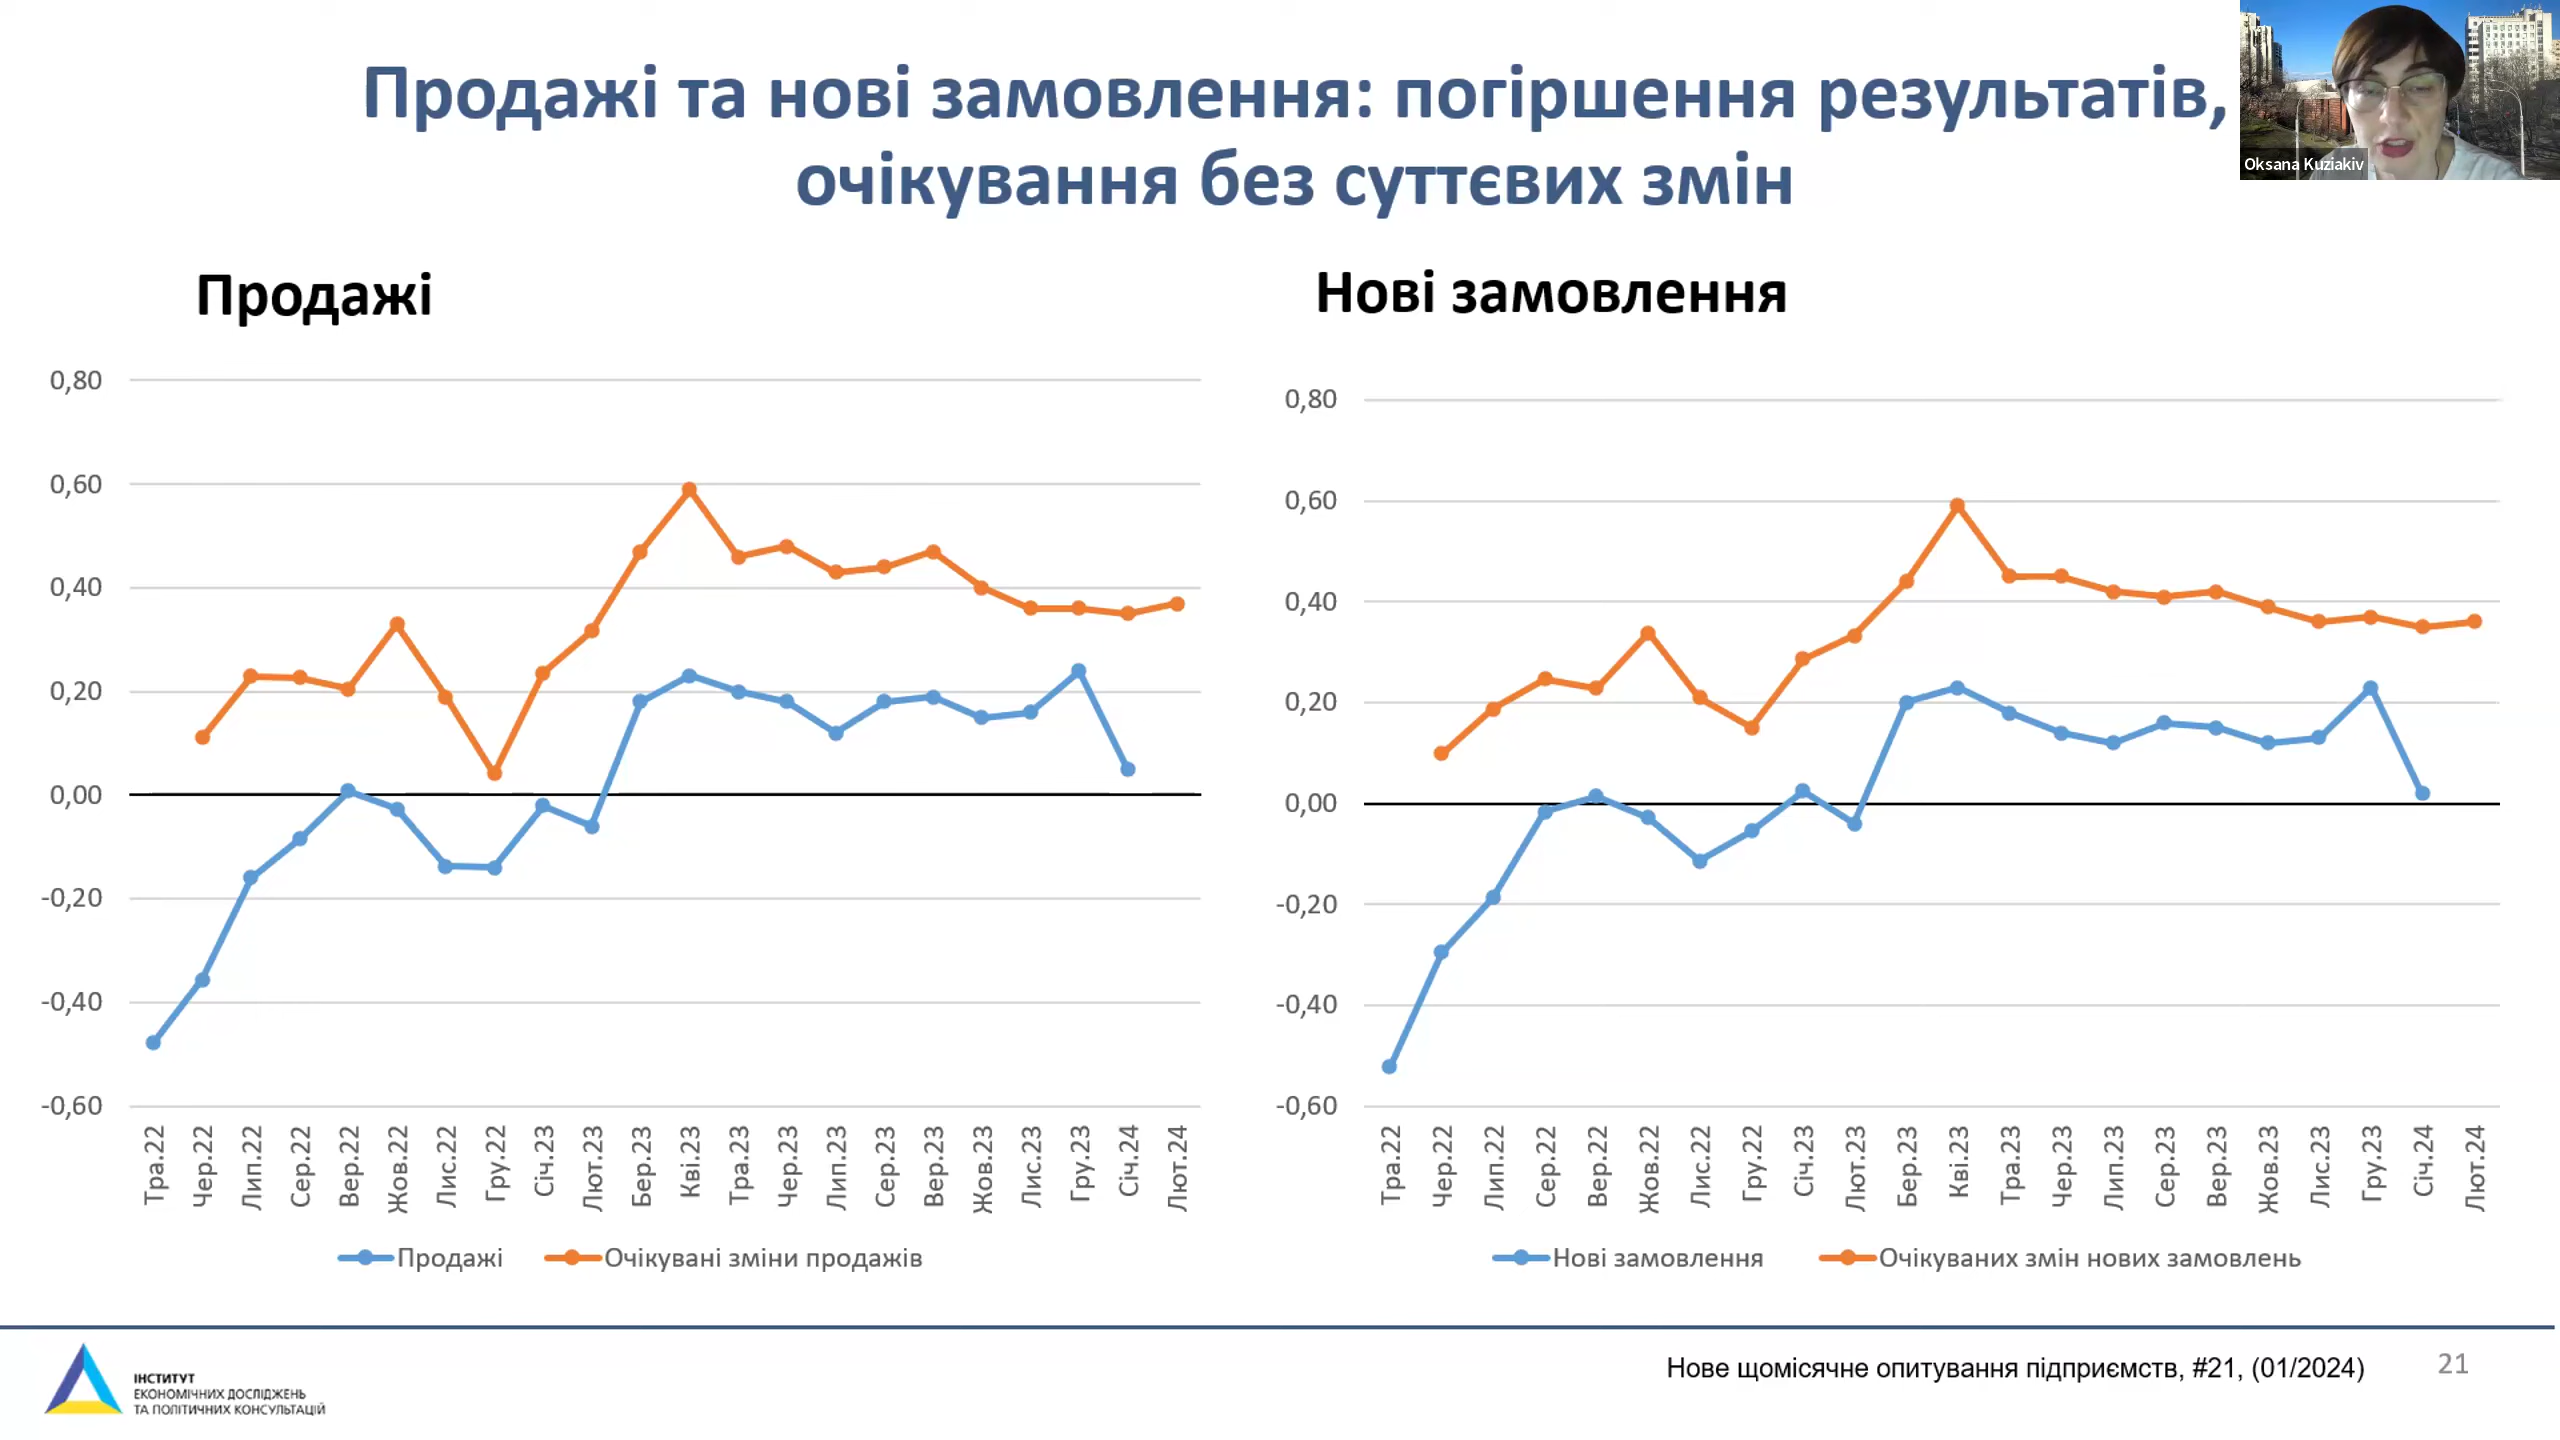 Продажі та нові замовлення: погіршення результатів,
очікування без суттєвих змін
Oksana Kuziakiv
Продажі
0,80
0,60
0,40
0,20
0,00
-0,20
-0,40
-0,60
Тра.22
Чер.22
Лип.22
Сер.22
Вер.22
Жов.22
Лис.22
Гру.22
Січ.23
Лют.23
Бер.23
Кві.23
Тра.23
Чер.23
Лип.23
Сер.23
Вер.23
Жов.23
Лис.23
Гру.23
Січ.24
Лют.24
Продажі
Очікувані зміни продажів
Нові замовлення
0,80
0,60
0,40
0,20
0,00
-0,20
-0,40
-0,60
Тра.22
Чер.22
Лип.22
Сер.22
Вер.22
Жов.22
Лис.22
Гру.22
Січ.23
Лют.23
Бер.23
Кві.23
Тра.23
Чер.23
Лип.23
Сер.23
Вер.23
Жов.23
Лис.23
Гру.23
Січ.24
Лют.24
Нові замовлення
Очікуваних змін нових замовлень
ІНСТИТУТ
ЕКОНОМІЧНИХ ДОСЛІДЖЕНЬ
ТА ПОЛІТИЧНИХ КОНСУЛЬТАЦІЙ
Нове щомісячне опитування підприємств, #21, (01/2024)
21